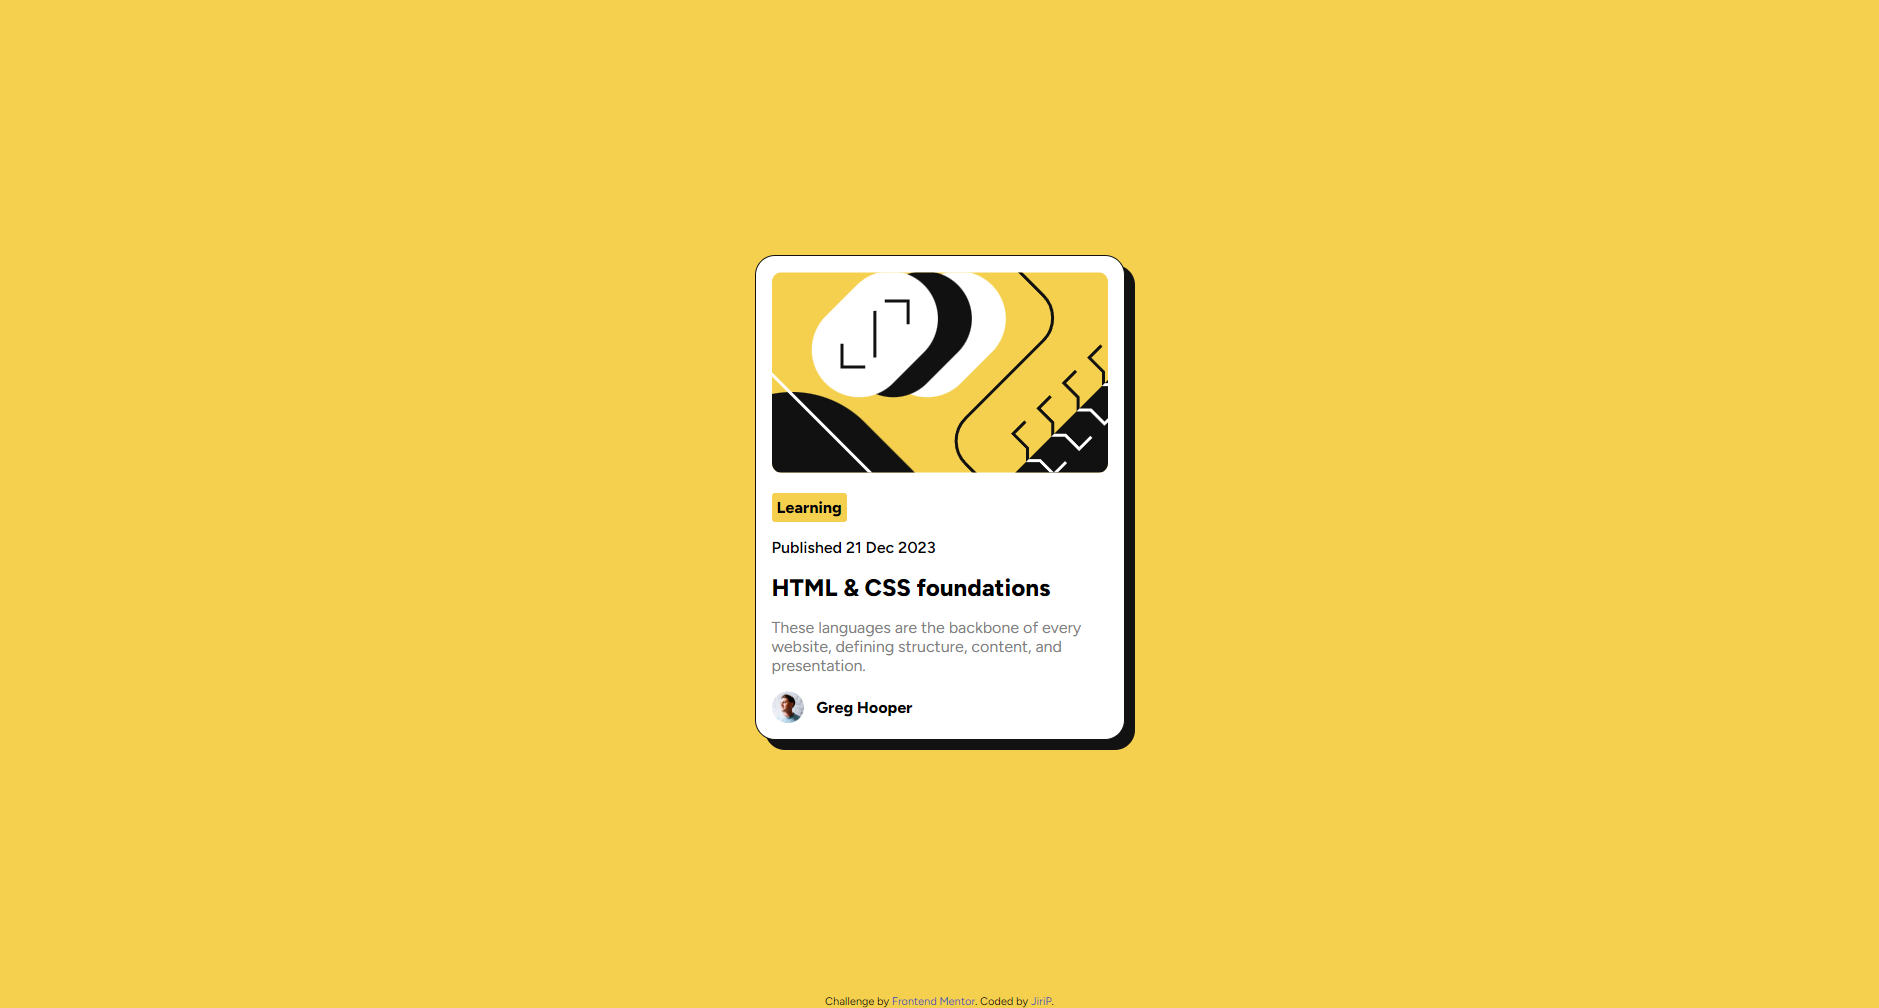 Learning
Published 21 Dec 2023
HTML & CSS foundations
These languages are the backbone of every
website, defining structure, content, and
presentation.
Greg Hooper
Challenge by Frontend Mentor. Coded by JiriP.